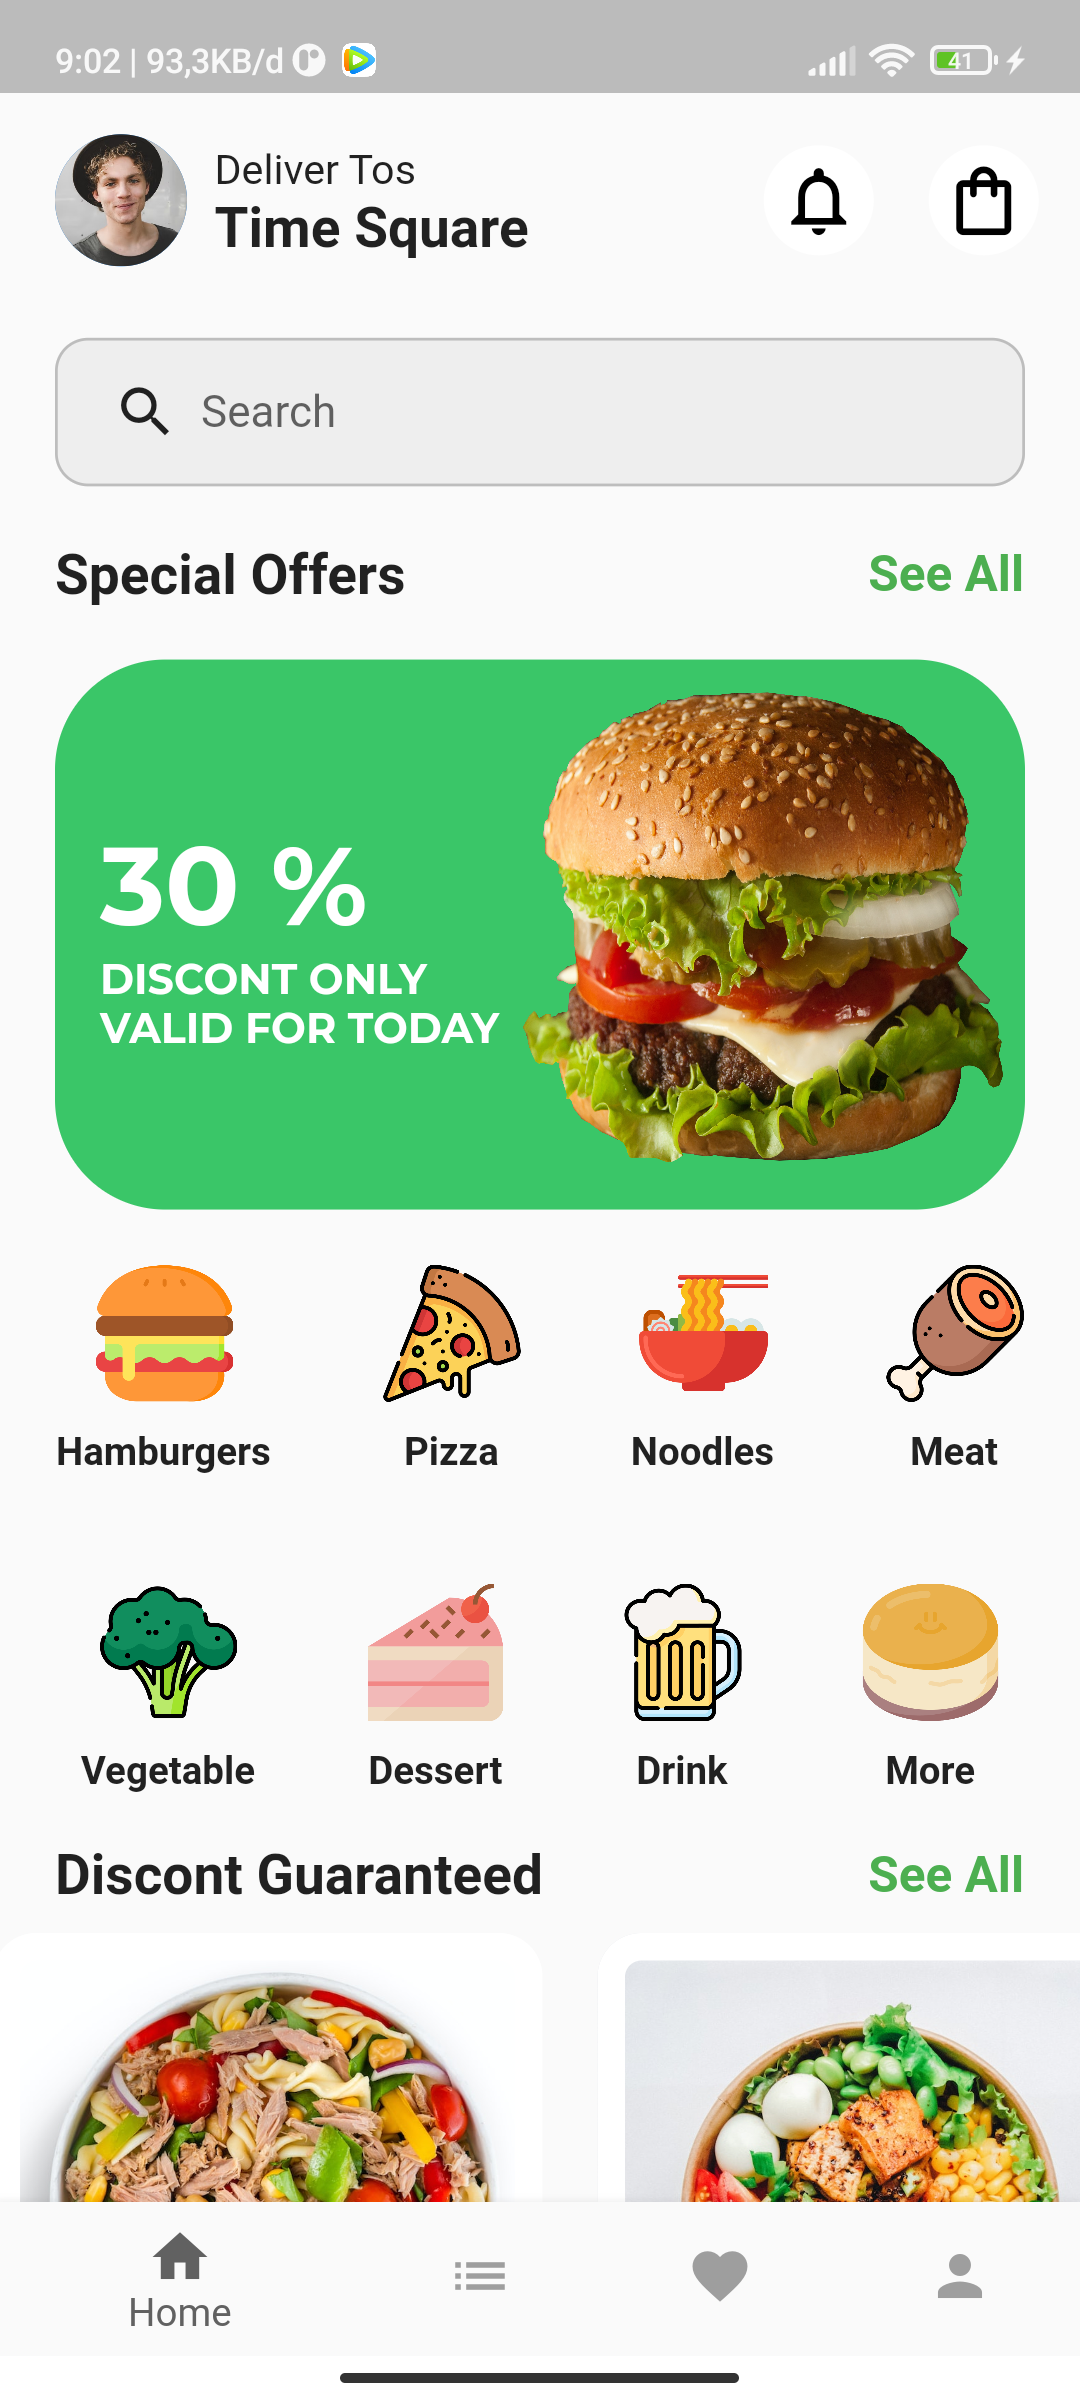 9:02 | 93,3KB/d
41
Deliver Tos
Time Square
Search
Special Offers
See All
30 %
DISCONT ONLY
VALID FOR TODAY
Hamburgers
Pizza
Noodles
Meat
Vegetable
Dessert
Drink
More
Discont Guaranteed
See All
Home